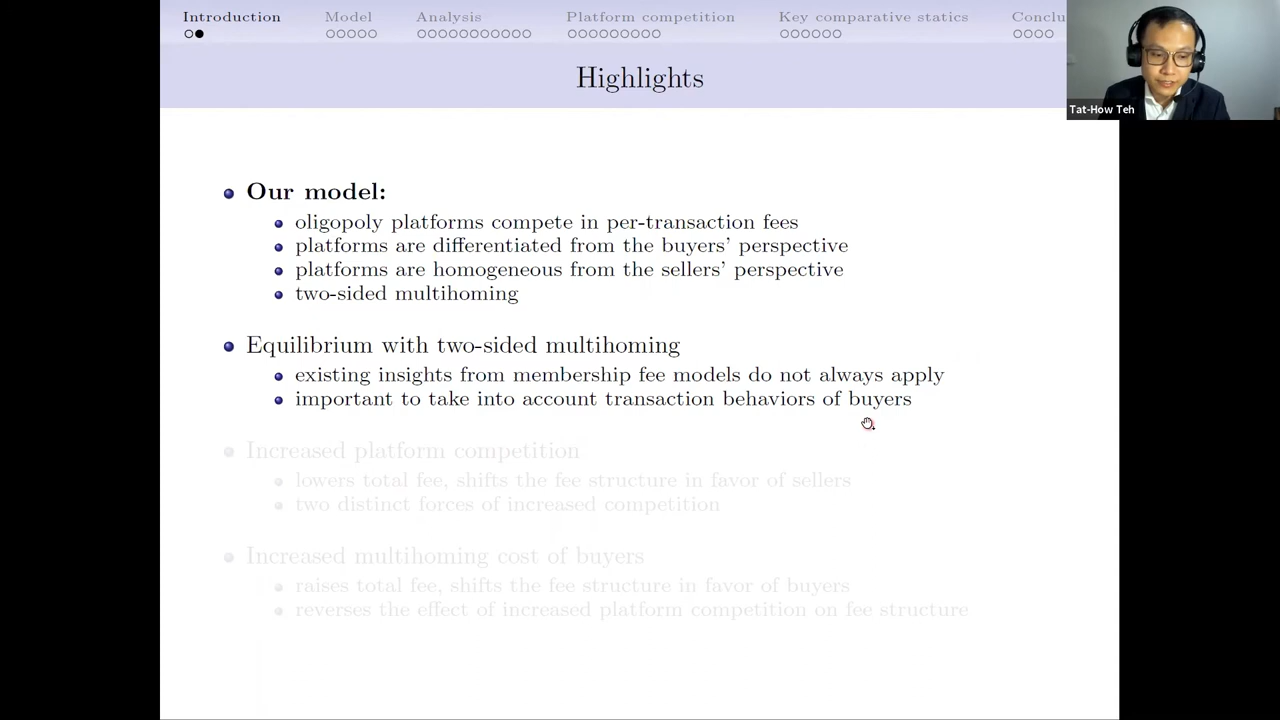 Introduction Model Analysis Platform competition Key comparative statics Conclu
Tat-How Teh
Highlights
Our model:
oligopoly platforms compete in per-transaction fees
platforms are differentiated from the buyers' perspective
platforms are homogeneous from the sellers' perspective
two-sided multihoming
Equilibrium with two-sided multihoming
existing insights from membership fee models do not always apply
important to take into account transaction behaviors of buyers
Increased platform competition
lowers total fee, shifts the fee structure in favor of sellers
two distinct forces of increased competition
Increased multihoming cost of buyers
raises total fee, shifts the fee structure in favor of buyers
reverses the effect of increased platform competition on fee structure